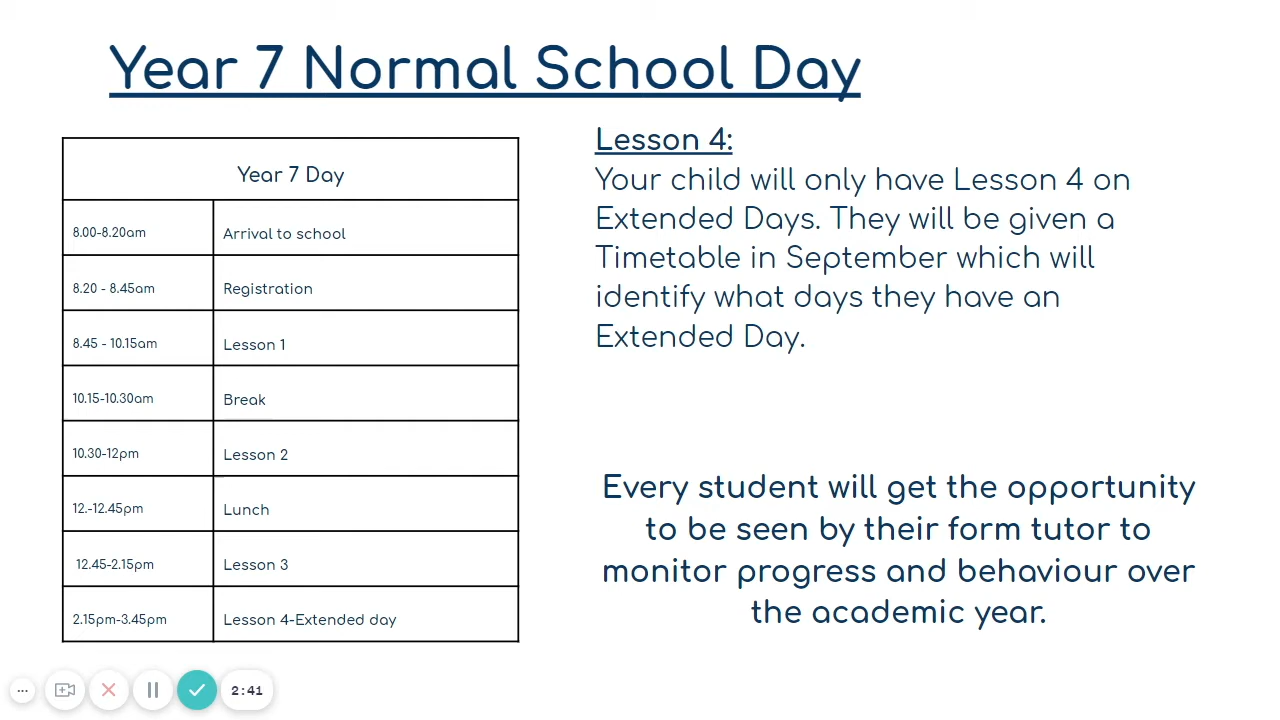 Year 7 Normal School Day
Year 7 Day
8.00-8.20am Arrival to school
8.20 - 8.45am Registration
8.45 - 10.15am Lesson 1
10.15-10.30am Break
10.30-12pm Lesson 2
12.-12.45pm Lunch
12.45-2.15pm Lesson 3
2.15pm-3.45pm Lesson 4-Extended day
Lesson 4:
Your child will only have Lesson 4 on
Extended Days. They will be given a
Timetable in September which will
identify what days they have an
Extended Day.
Every student will get the opportunity
to be seen by their form tutor to
monitor progress and behaviour over
the academic year.
2:41